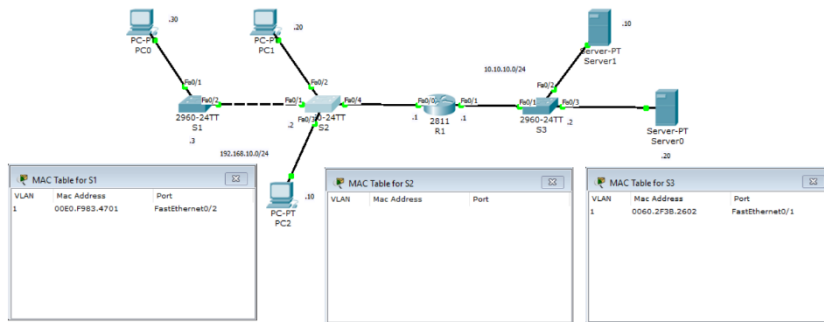 .30
PC-PT
PC0
.20
PC-PT
PC1
.10
Server-PT
Server1
10.10.10.0/24
Fa0/1
Fa0/2
Fa0/1
Fa0/2
Fa0/4
Fa0/0
Fa0/1
Fa0/1
Fa0/2
Fa0/3
2960-24TT
S1
.3
.2
Fa0/3
-24TT
S2
.1
2811
R1
.1
2960-24TT
S3
.2
Server-PT
Server0
.20
192.168.10.0/24
.10
PC-PT
PC2
MAC Table for S1
VLAN Mac Address Port
1 00E0.F983.4701 FastEthernet0/2
MAC Table for S2
VLAN Mac Address Port
MAC Table for S3
VLAN Mac Address Port
1 0060.2F3B.2602 FastEthernet0/1